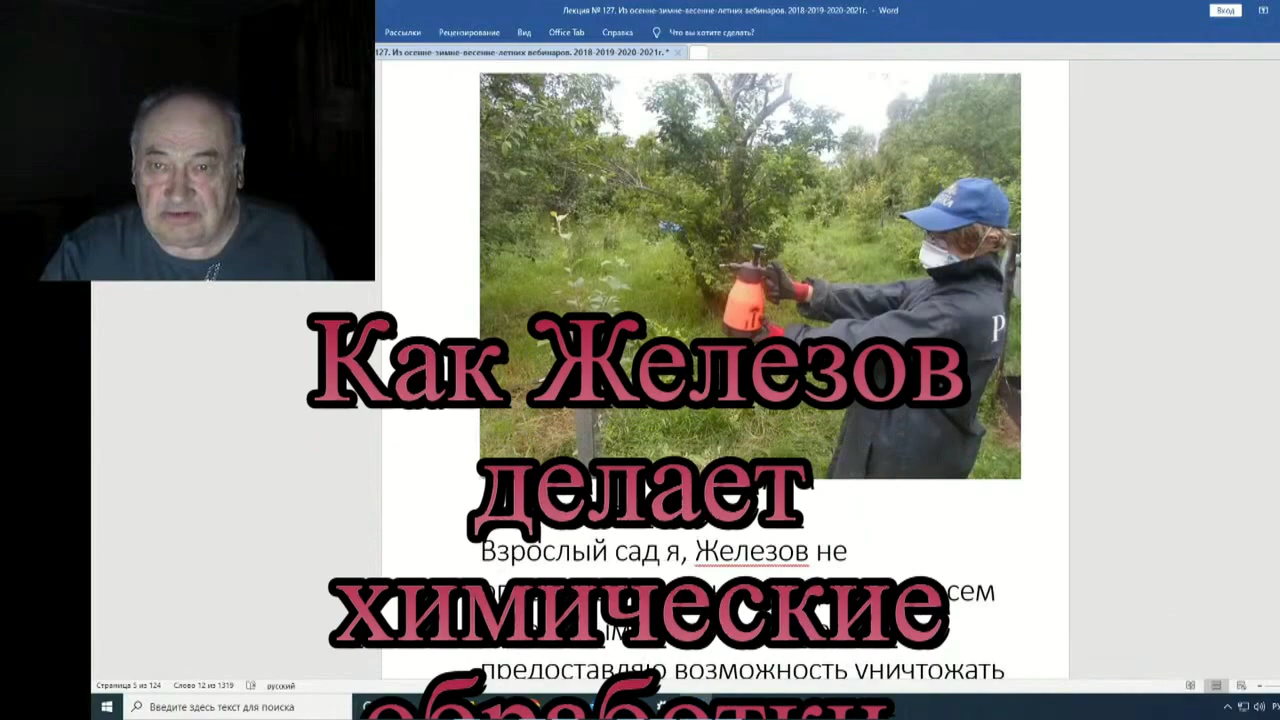 Лекция № 127. Из осенне-зимне-весенне-летних вебинаров. 2018-2019-2020-2021г. - Word
Вход
Рассылки Рецензирование Вид Office Tab Справка Что вы хотите сделать?
127. Из осенне-зимне-весенне-летних вебинаров. 2018-2019-2020-2021г. *
Как Железов
делает
Взрослый сад я, Железов не
химические
сем
предоставляю возможность уничтожать
обработки
Страница 5 из 124 Слово 12 из 1319 русский
Введите здесь текст для поиска